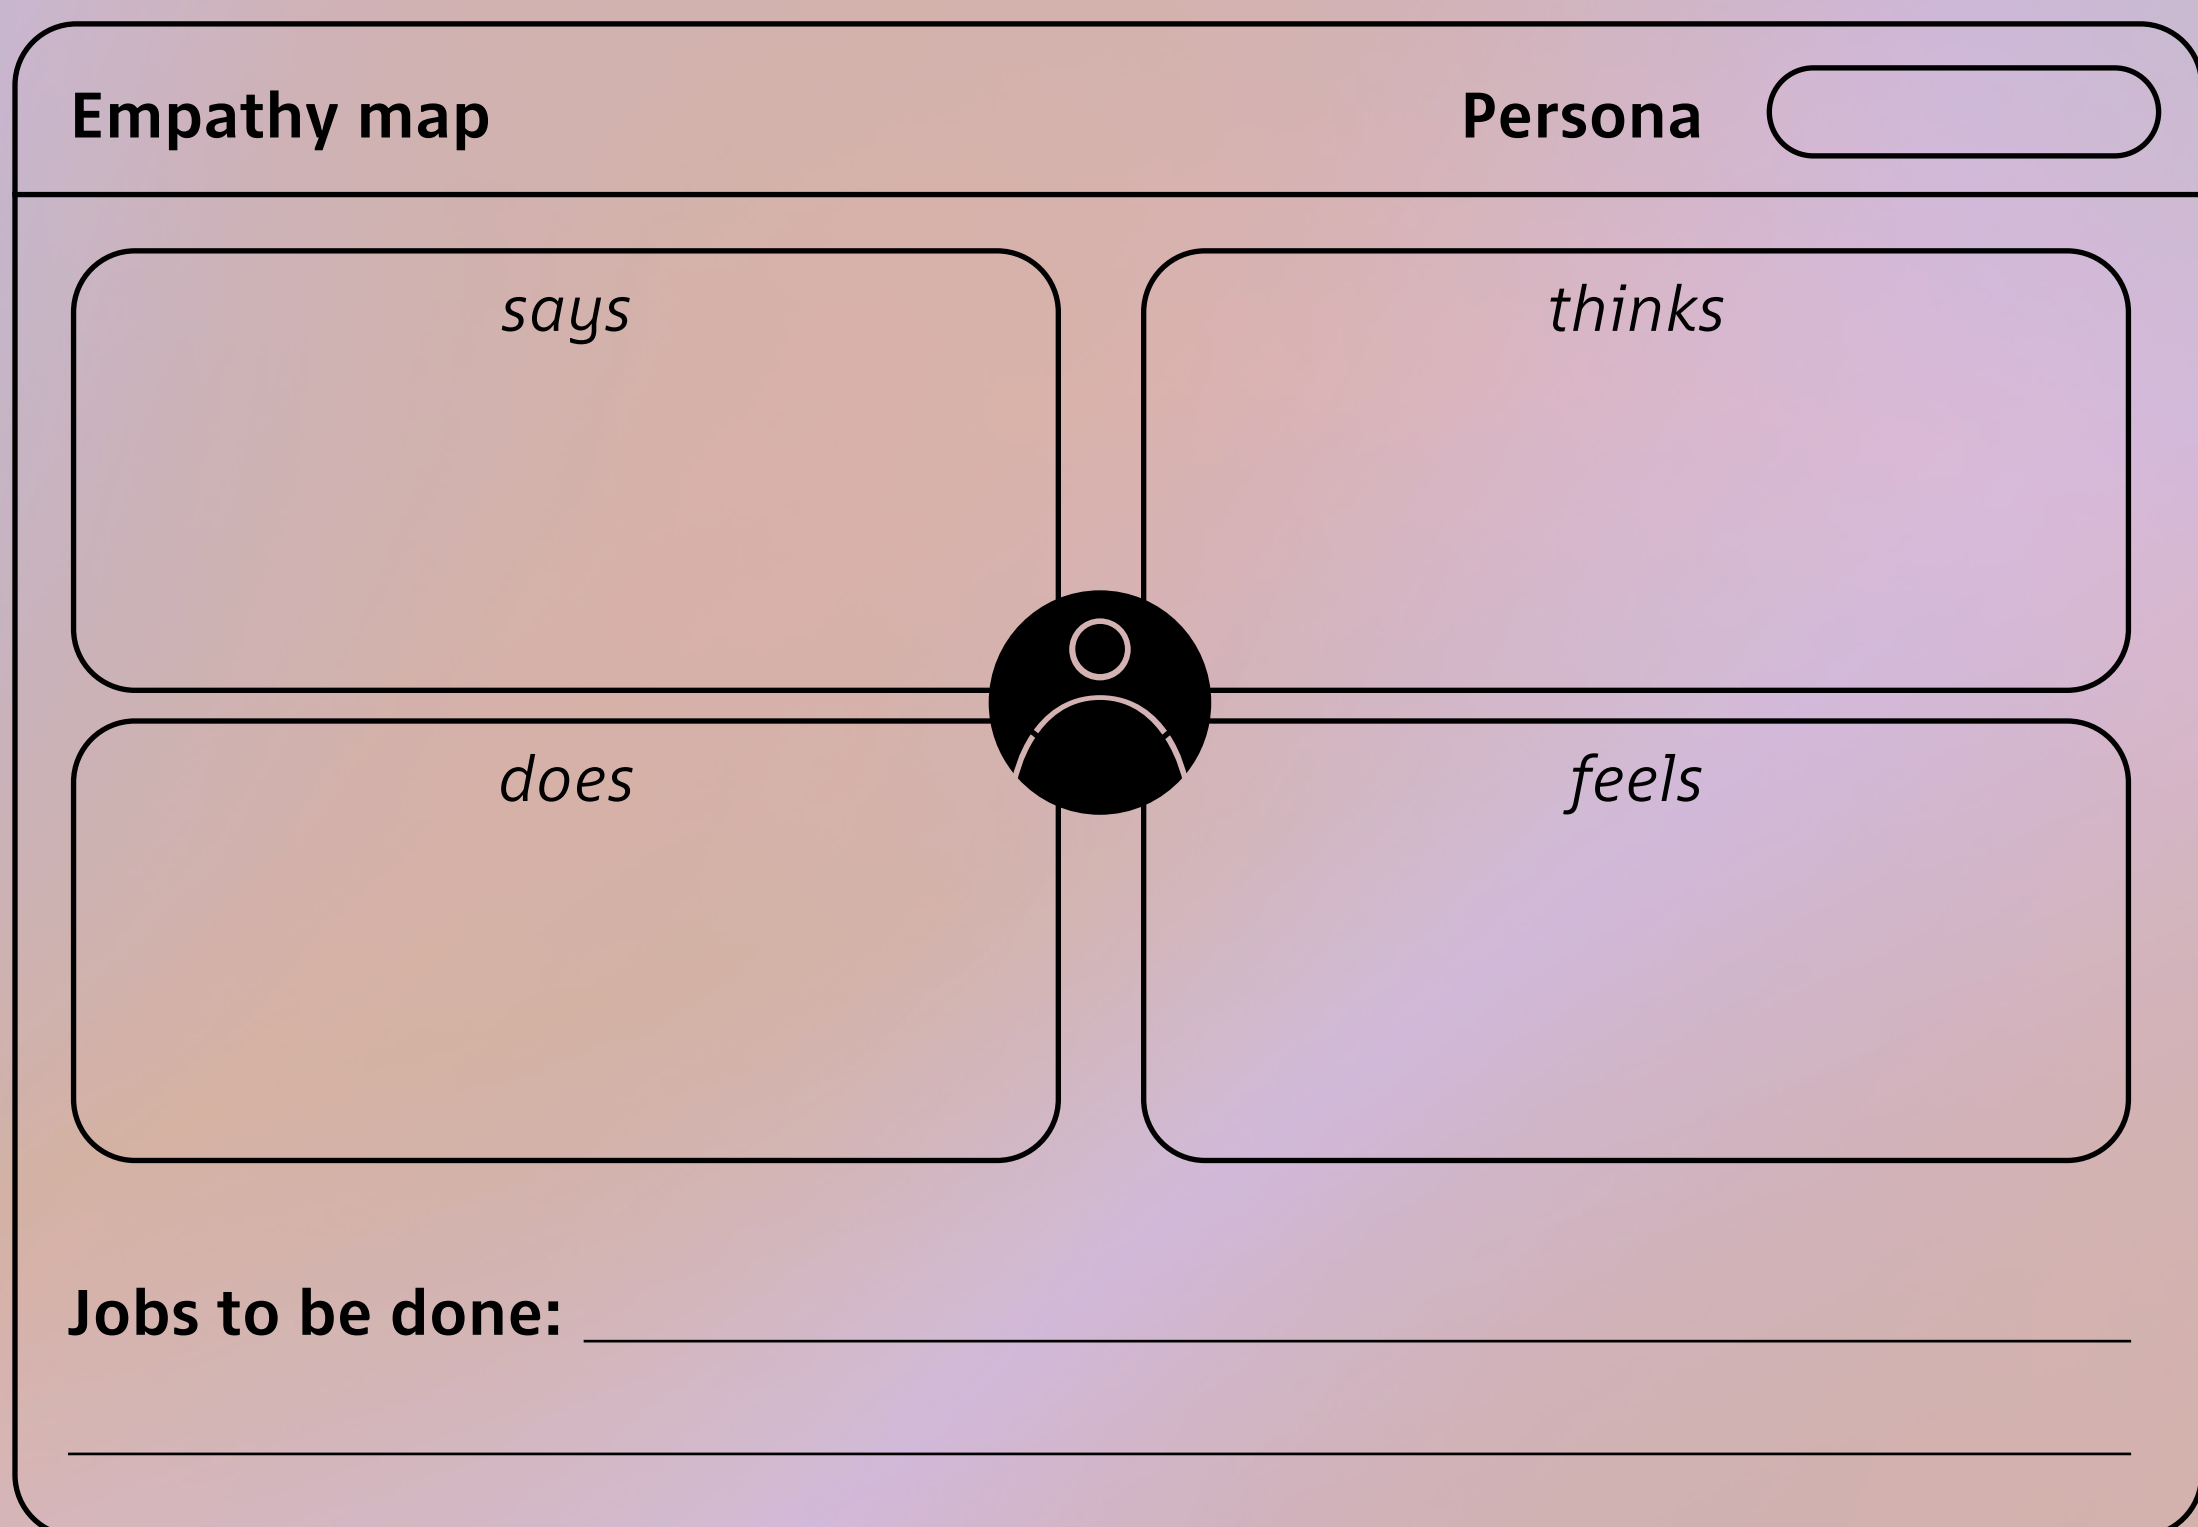 Empathy map
Persona
says
thinks
does
feels
Jobs to be done: